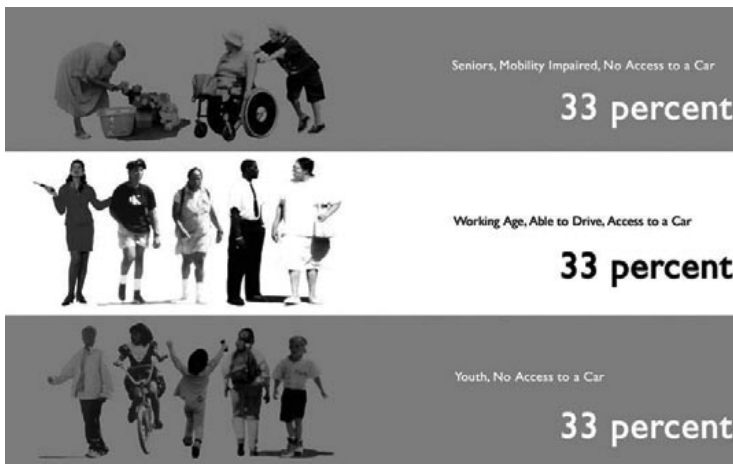 Seniors, Mobility Impaired, No Access to a Car
33 percent
Working Age, Able to Drive, Access to a Car
33 percent
Youth, No Access to a Car
33 percent